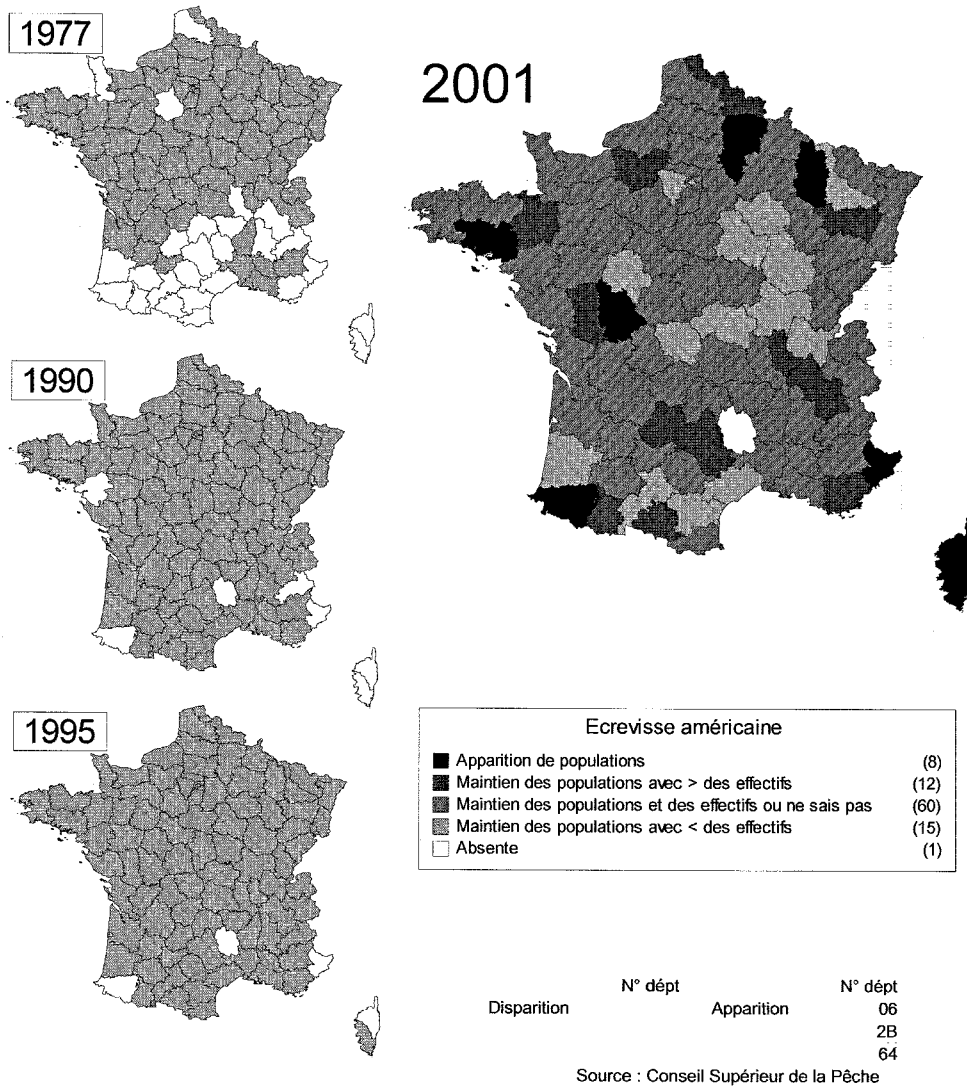 1977
2001
1990
1995
Ecrevisse américaine
Apparition de populations (8)
Maintien des populations avec > des effectifs (12)
Maintien des populations et des effectifs ou ne sais pas (60)
Maintien des populations avec < des effectifs (15)
Absente (1)
N° dépt N° dépt
Disparition Apparition 06
2B
64
Source : Conseil Supérieur de la Pêche